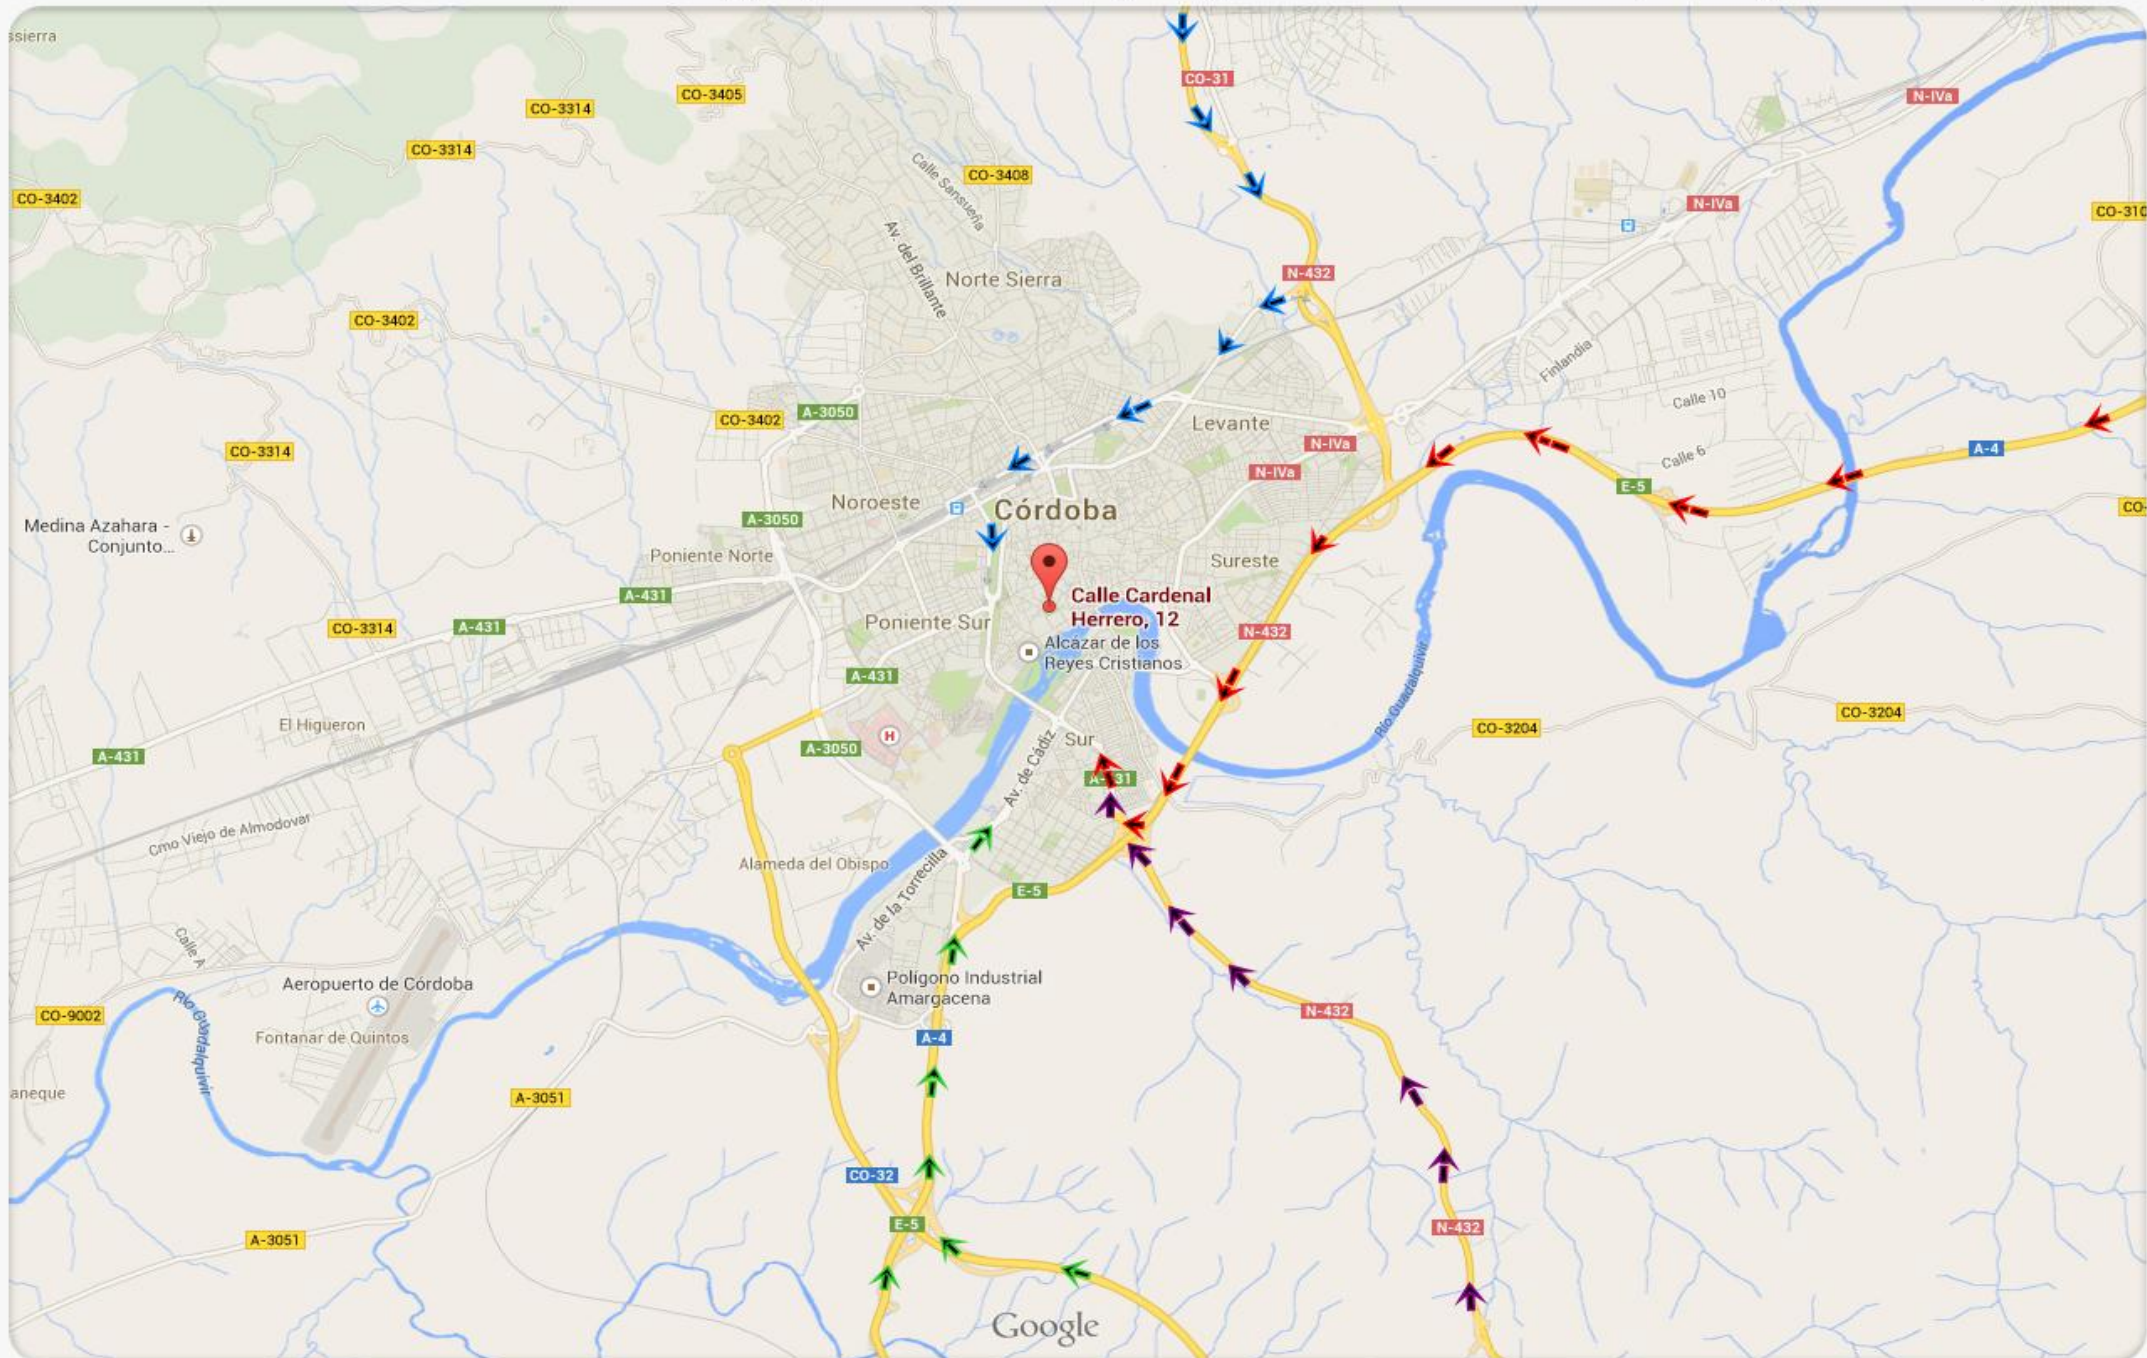 ssierra
CO-31
CO-3405
N-IVa
CO-3314
CO-3314
Calle Sansueña
CO-3408
CO-3402
N-IVa
CO-310
Av. del Brillante
Norte Sierra
N-432
CO-3402
Finlandia
Calle 10
CO-3402
A-3050
Levante
N-IVa
A-4
CO-3314
Calle 6
N-IVa
E-5
Noroeste
Córdoba
CO-
A-3050
Medina Azahara -
Conjunto...
Poniente Norte
Sureste
A-431
Calle Cardenal
Herrero, 12
Poniente Sur
A-431
CO-3314
N-432
Alcázar de los
Reyes Cristianos
A-431
Río Guadalquivir
CO-3204
El Higueron
CO-3204
A-431
A-3050
H
Sur
Av. de Cádiz
Cmo Viejo de Almodovar
Alameda del Obispo
E-5
Av. de la Torrecilla
Calle A
Aeropuerto de Córdoba
Polígono Industrial
Amargacena
Río Guadalquivir
CO-9002
N-432
Fontanar de Quintos
A-4
aneque
A-3051
CO-32
E-5
N-432
A-3051
Google